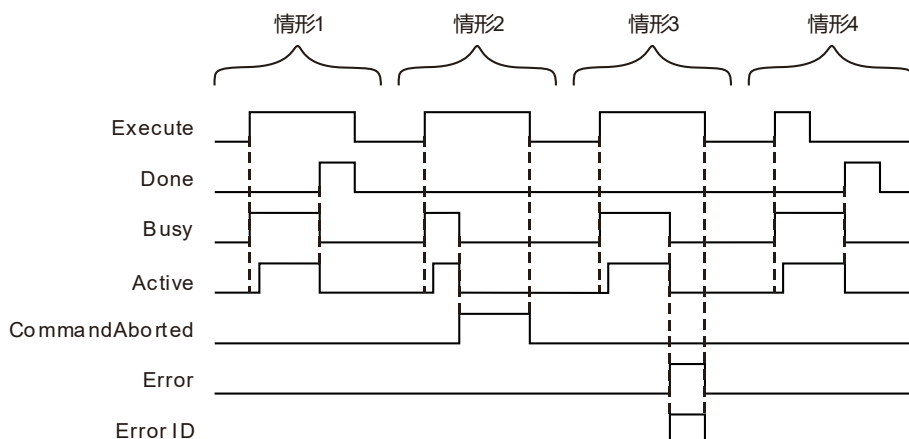 情形1 情形2 情形3 情形4
Execute
Done
Busy
Active
CommandAborted
Error
Error ID